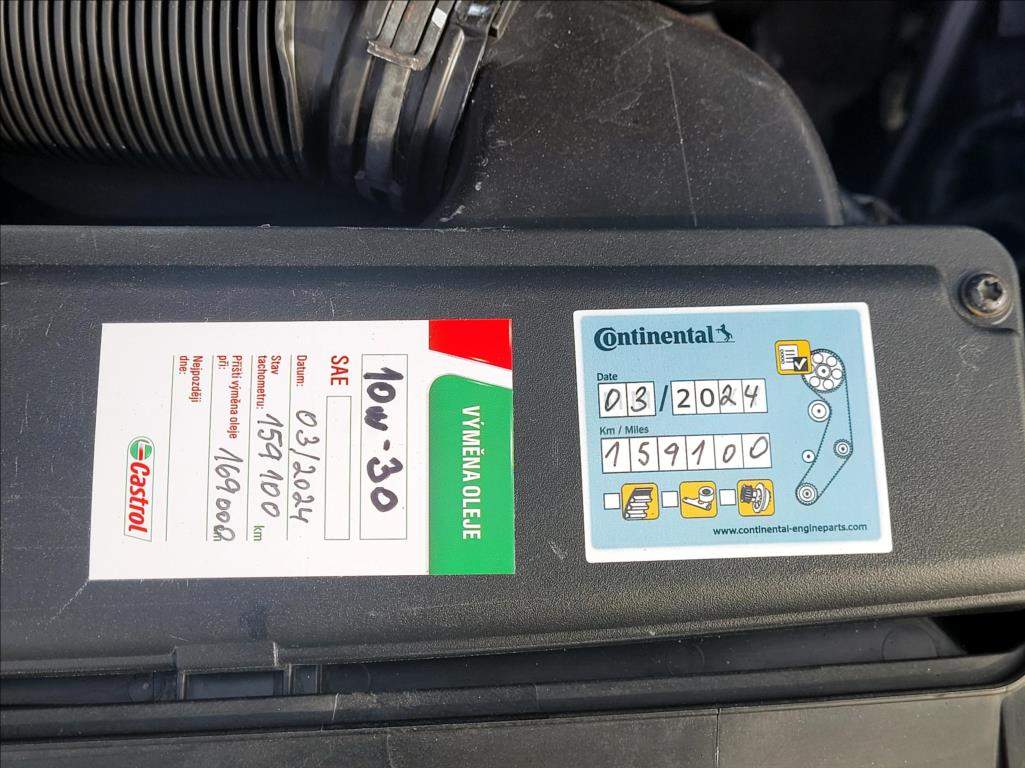 VÝMĚNA OLEJE
10W-30
SAE
Datum: 03/2024
Stav
tachometru: 159 100 km
Příští výměna oleje
při: 169 000
Nejpozději
dne:
Castrol
Continental
Date
03/2024
Km / Miles
159100
www.continental-engineparts.com